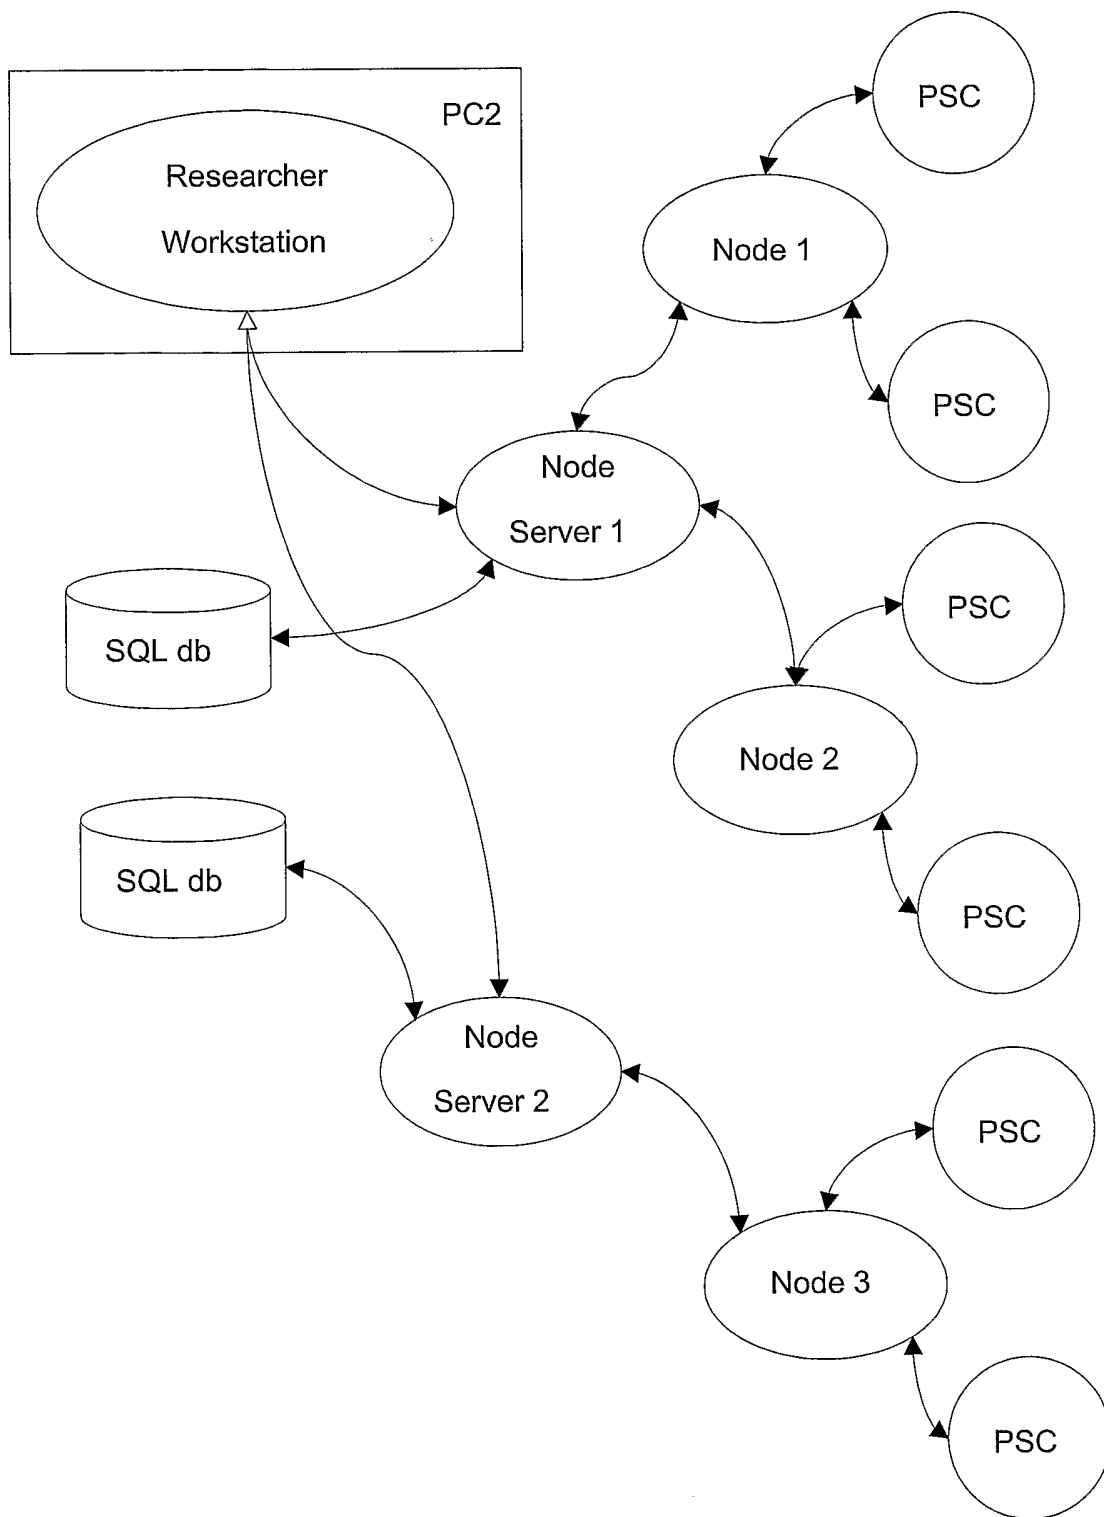 PSC
PC2
Researcher
Workstation
Node 1
PSC
Node
Server 1
PSC
SQL db
Node 2
SQL db
PSC
Node
Server 2
PSC
Node 3
PSC